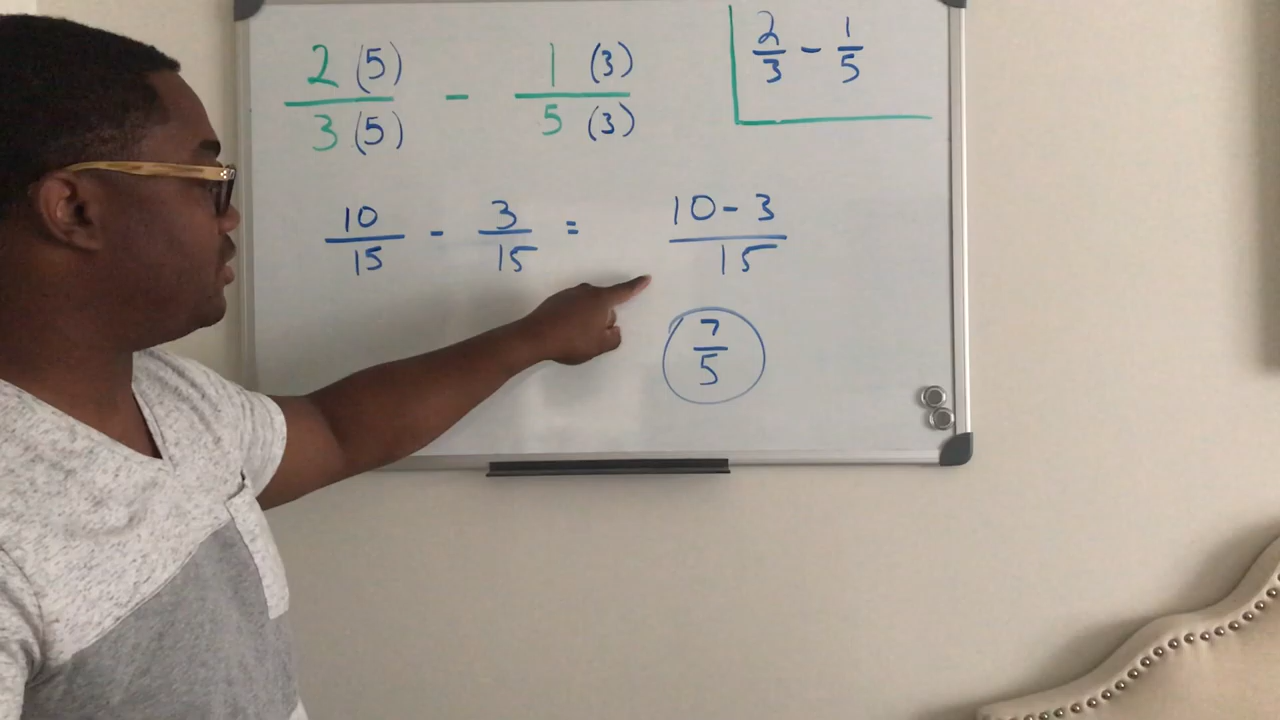 2 (5) / 3 (5) - 1 (3) / 5 (3)
2/3 - 1/5
10/15 - 3/15 = 10 - 3 / 15
7/5